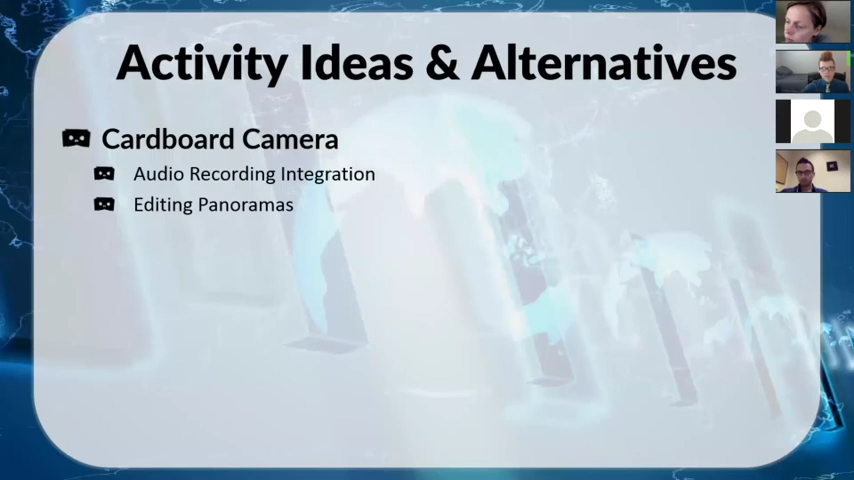 Activity Ideas & Alternatives
Cardboard Camera
Audio Recording Integration
Editing Panoramas